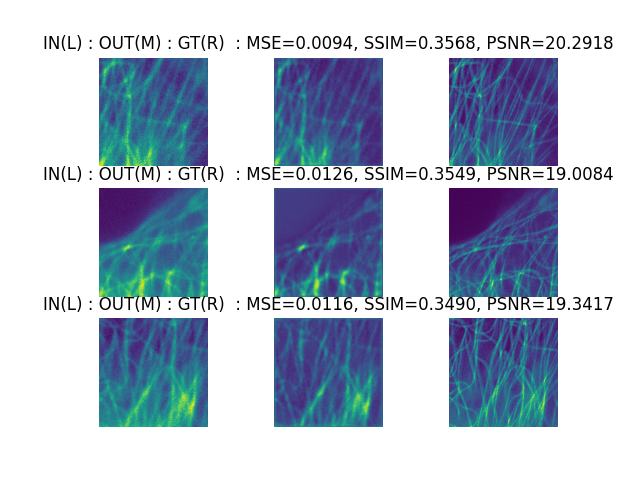 IN(L) : OUT(M) : GT(R)  : MSE=0.0094, SSIM=0.3568, PSNR=20.2918
IN(L) : OUT(M) : GT(R)  : MSE=0.0126, SSIM=0.3549, PSNR=19.0084
IN(L) : OUT(M) : GT(R)  : MSE=0.0116, SSIM=0.3490, PSNR=19.3417